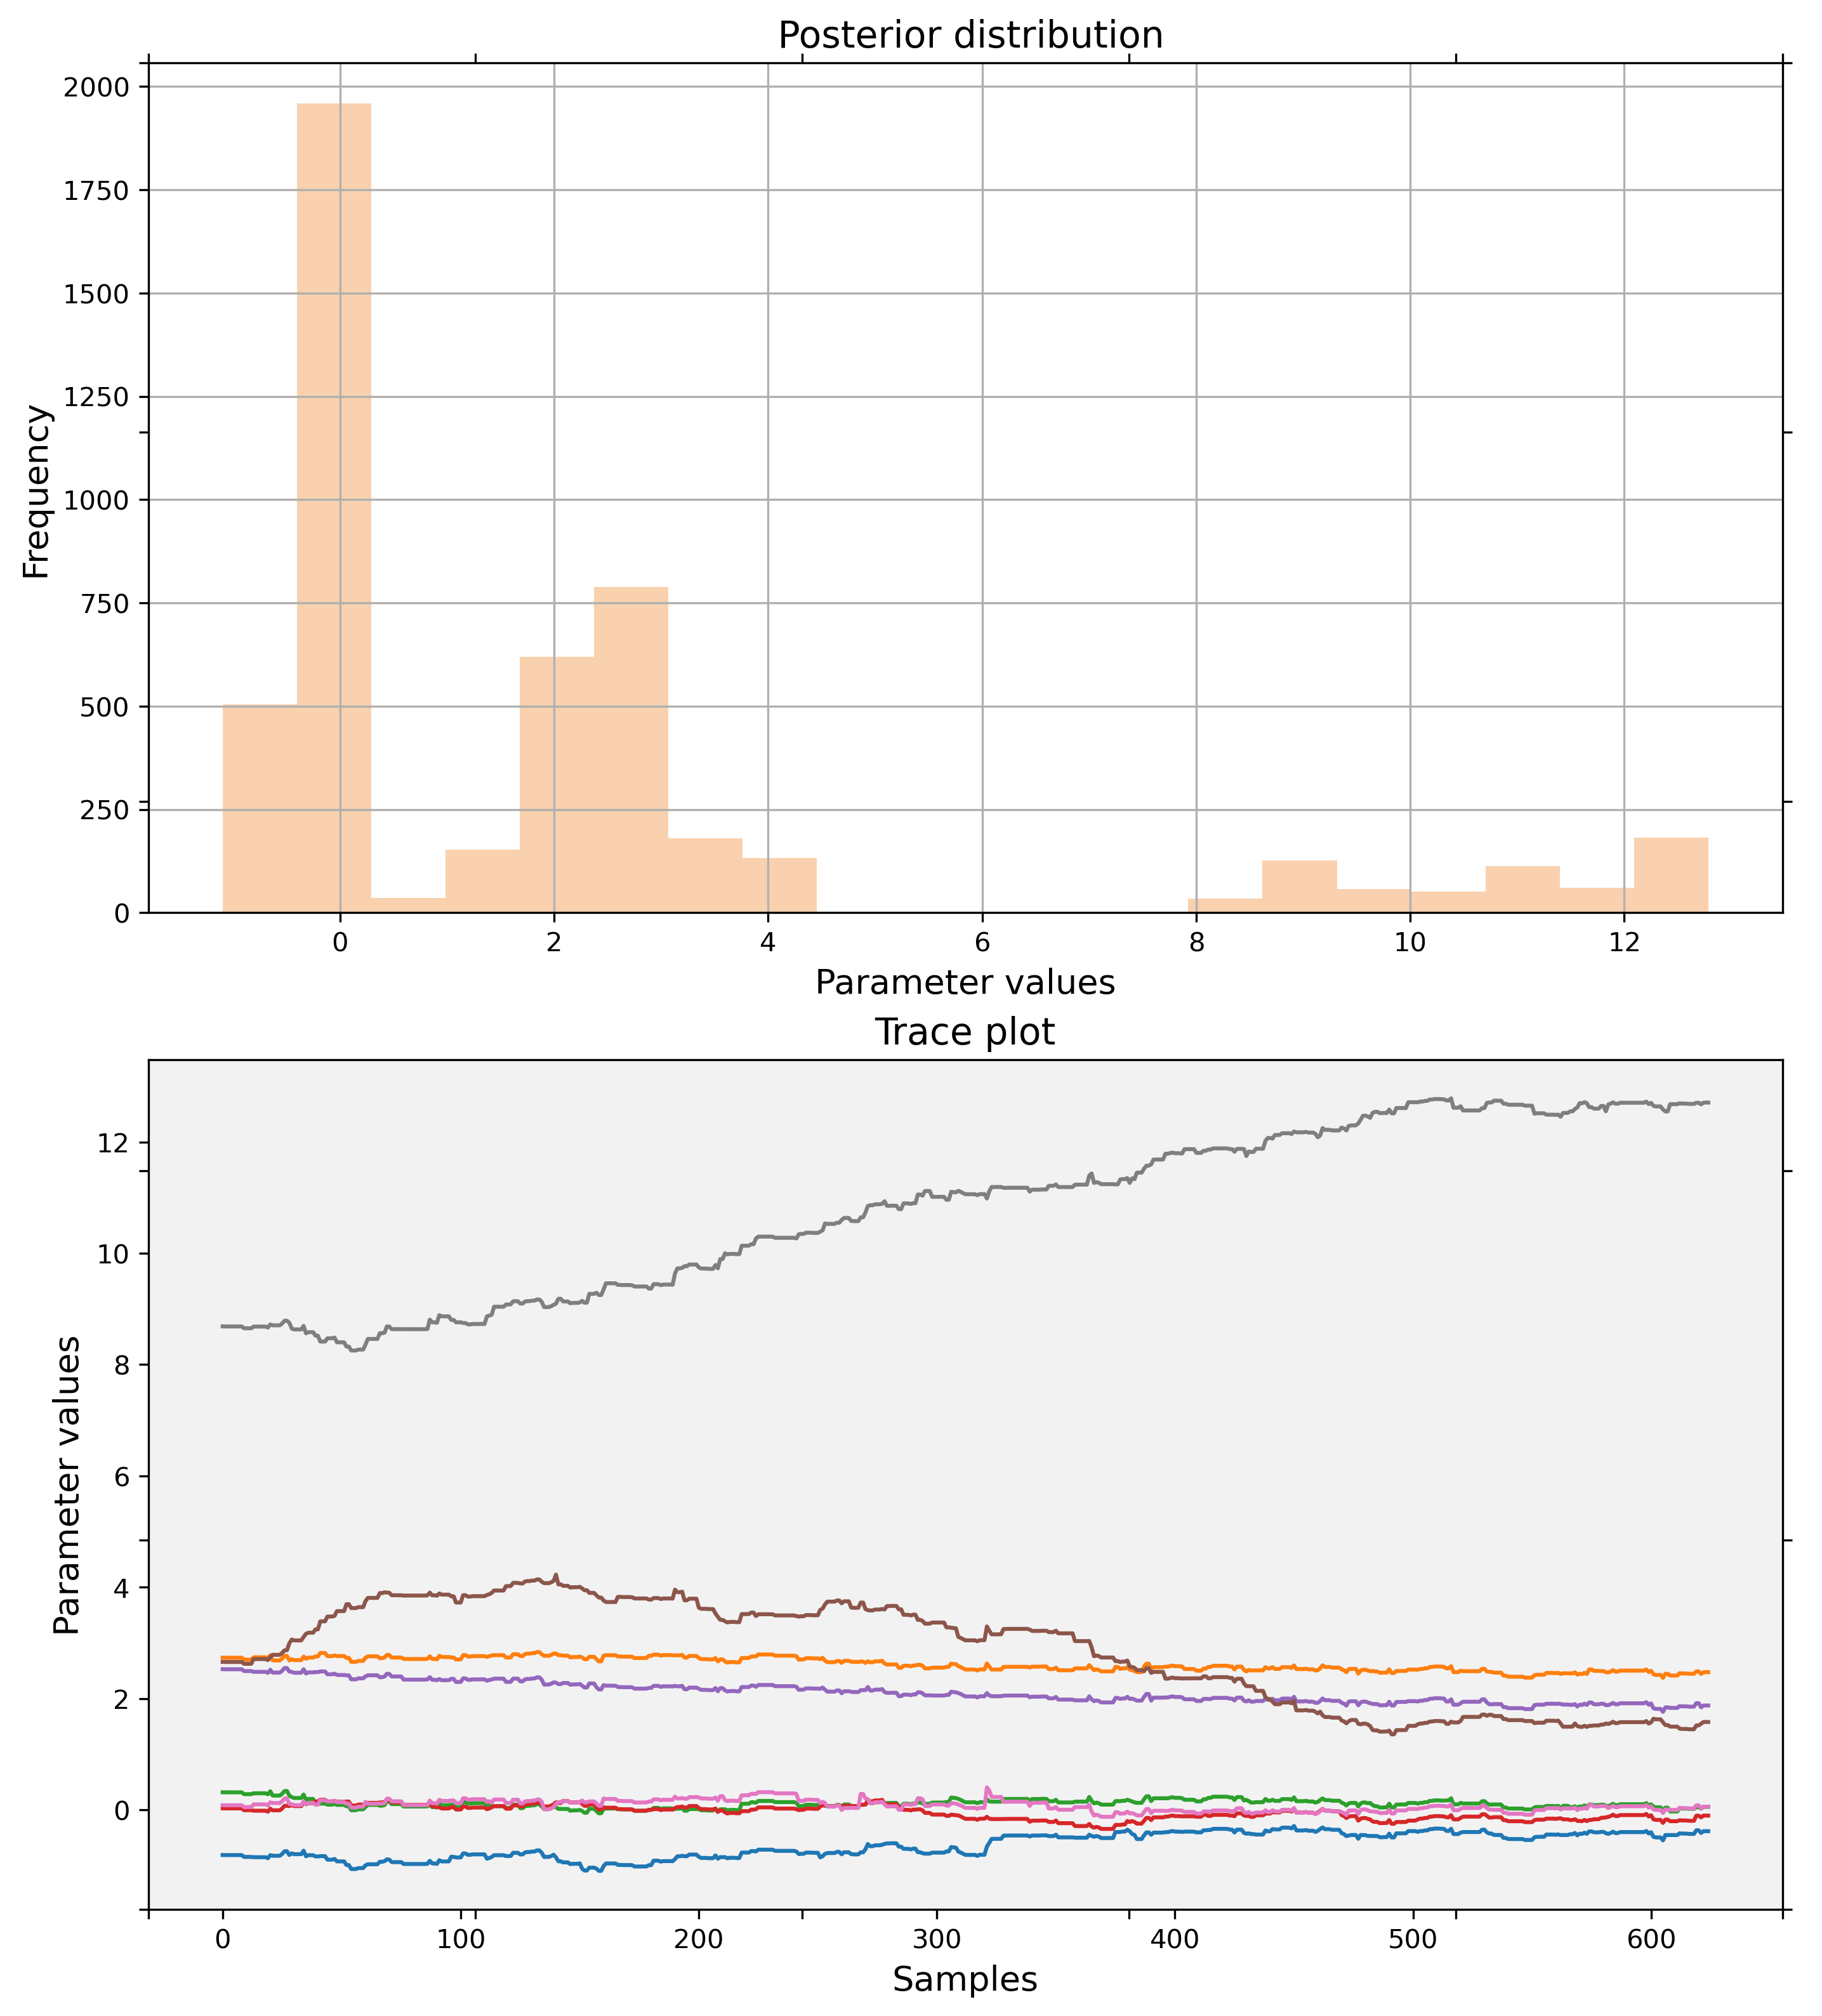 Posterior distribution
2000
1750
1500
1250
1000
750
500
250
0
Frequency
0 2 4 6 8 10 12
Parameter values
Trace plot
12
10
8
6
4
2
0
Parameter values
0 100 200 300 400 500 600
Samples